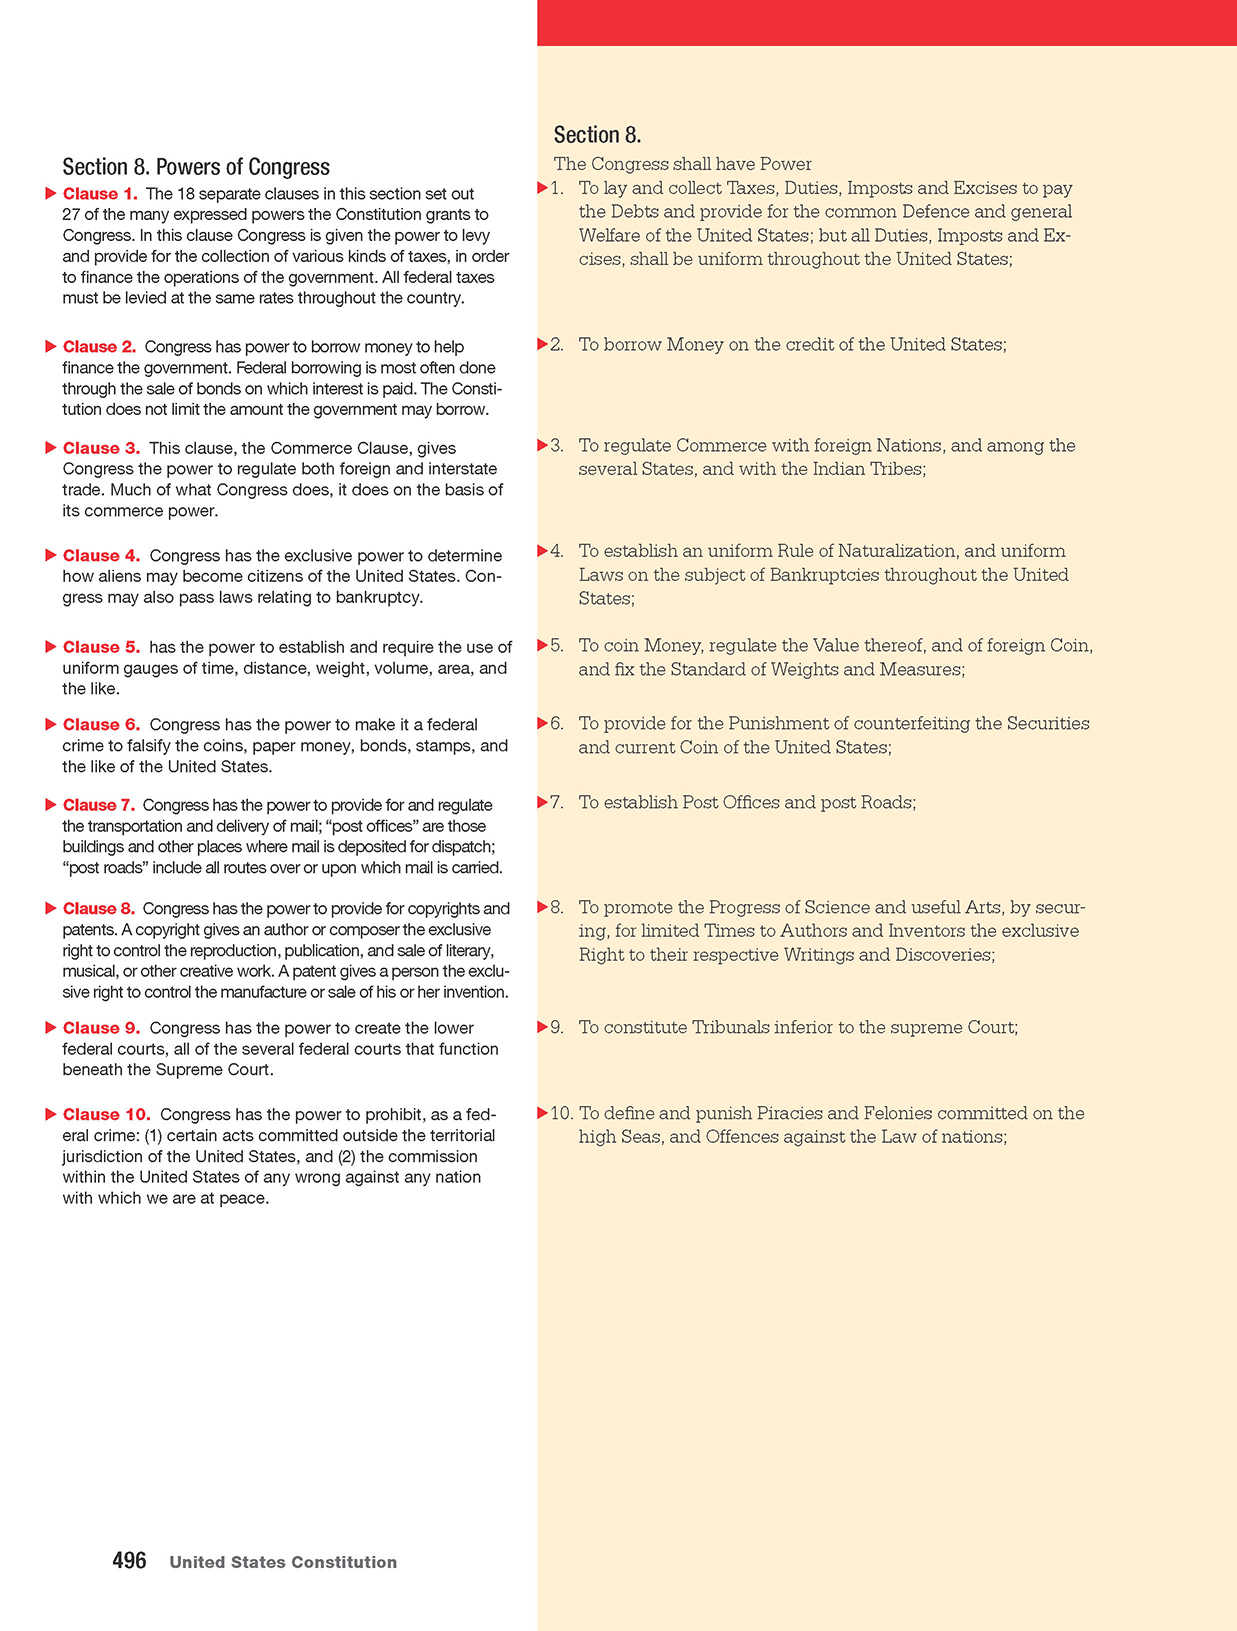 Section 8. Powers of Congress
Clause 1. The 18 separate clauses in this section set out
27 of the many expressed powers the Constitution grants to
Congress. In this clause Congress is given the power to levy
and provide for the collection of various kinds of taxes, in order
to finance the operations of the government. All federal taxes
must be levied at the same rates throughout the country.
Clause 2. Congress has power to borrow money to help
finance the government. Federal borrowing is most often done
through the sale of bonds on which interest is paid. The Consti-
tution does not limit the amount the government may borrow.
Clause 3. This clause, the Commerce Clause, gives
Congress the power to regulate both foreign and interstate
trade. Much of what Congress does, it does on the basis of
its commerce power.
Clause 4. Congress has the exclusive power to determine
how aliens may become citizens of the United States. Con-
gress may also pass laws relating to bankruptcy.
Clause 5. has the power to establish and require the use of
uniform gauges of time, distance, weight, volume, area, and
the like.
Clause 6. Congress has the power to make it a federal
crime to falsify the coins, paper money, bonds, stamps, and
the like of the United States.
Clause 7. Congress has the power to provide for and regulate
the transportation and delivery of mail; “post offices” are those
buildings and other places where mail is deposited for dispatch;
“post roads” include all routes over or upon which mail is carried.
Clause 8. Congress has the power to provide for copyrights and
patents. A copyright gives an author or composer the exclusive
right to control the reproduction, publication, and sale of literary,
musical, or other creative work. A patent gives a person the exclu-
sive right to control the manufacture or sale of his or her invention.
Clause 9. Congress has the power to create the lower
federal courts, all of the several federal courts that function
beneath the Supreme Court.
Clause 10. Congress has the power to prohibit, as a fed-
eral crime: (1) certain acts committed outside the territorial
jurisdiction of the United States, and (2) the commission
within the United States of any wrong against any nation
with which we are at peace.
Section 8.
The Congress shall have Power
1. To lay and collect Taxes, Duties, Imposts and Excises to pay
the Debts and provide for the common Defence and general
Welfare of the United States; but all Duties, Imposts and Ex-
cises, shall be uniform throughout the United States;
2. To borrow Money on the credit of the United States;
3. To regulate Commerce with foreign Nations, and among the
several States, and with the Indian Tribes;
4. To establish an uniform Rule of Naturalization, and uniform
Laws on the subject of Bankruptcies throughout the United
States;
5. To coin Money, regulate the Value thereof, and of foreign Coin,
and fix the Standard of Weights and Measures;
6. To provide for the Punishment of counterfeiting the Securities
and current Coin of the United States;
7. To establish Post Offices and post Roads;
8. To promote the Progress of Science and useful Arts, by secur-
ing, for limited Times to Authors and Inventors the exclusive
Right to their respective Writings and Discoveries;
9. To constitute Tribunals inferior to the supreme Court;
10. To define and punish Piracies and Felonies committed on the
high Seas, and Offences against the Law of nations;
496 United States Constitution